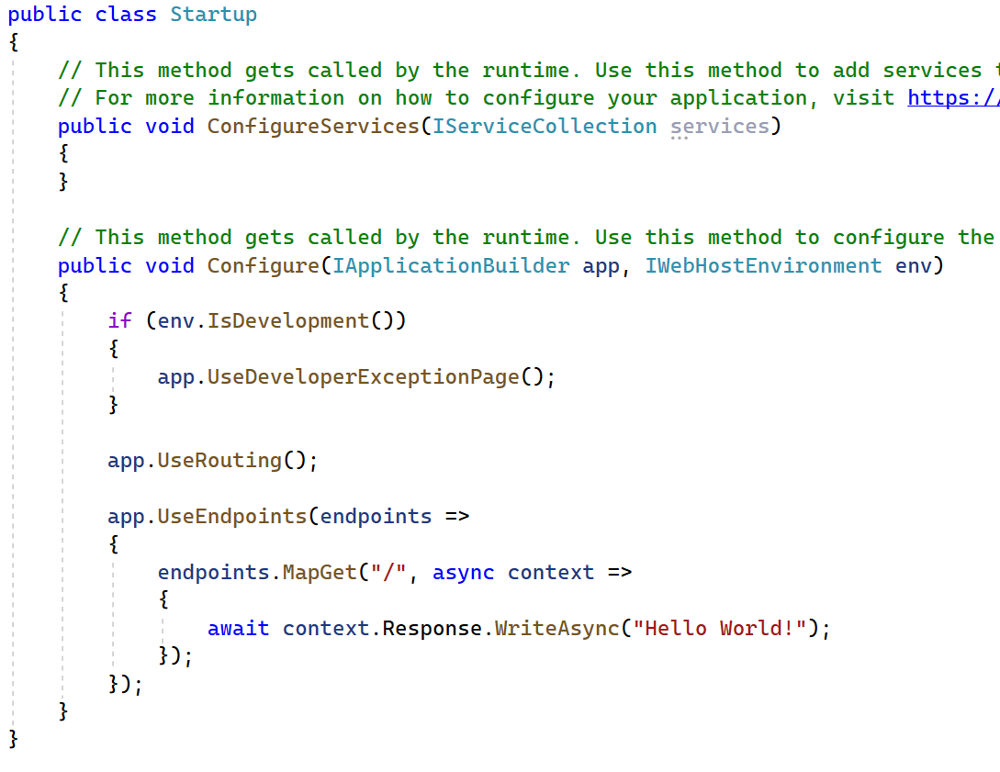 public class Startup
{
    // This method gets called by the runtime. Use this method to add services
    // For more information on how to configure your application, visit https://
    public void ConfigureServices(IServiceCollection services)
    {
    }

    // This method gets called by the runtime. Use this method to configure the
    public void Configure(IApplicationBuilder app, IWebHostEnvironment env)
    {
        if (env.IsDevelopment())
        {
            app.UseDeveloperExceptionPage();
        }

        app.UseRouting();

        app.UseEndpoints(endpoints =>
        {
            endpoints.MapGet("/", async context =>
            {
                await context.Response.WriteAsync("Hello World!");
            });
        });
    }
}